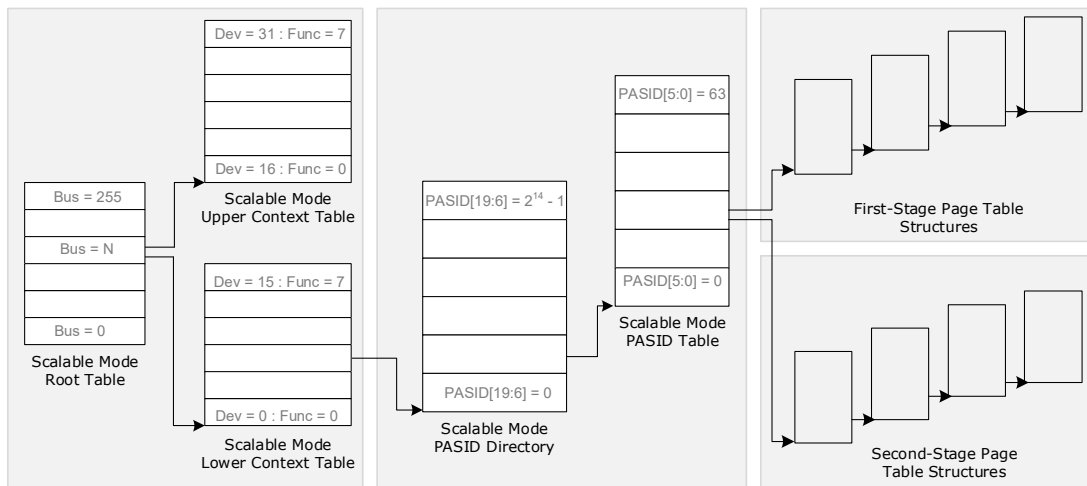 Bus = 255
Bus = N
Bus = 0
Scalable Mode
Root Table
Dev = 31 : Func = 7
Dev = 16 : Func = 0
Scalable Mode
Upper Context Table
Dev = 15 : Func = 7
Dev = 0 : Func = 0
Scalable Mode
Lower Context Table
PASID[19:6] = 2¹⁴ - 1
PASID[19:6] = 0
Scalable Mode
PASID Directory
PASID[5:0] = 63
PASID[5:0] = 0
Scalable Mode
PASID Table
First-Stage Page Table
Structures
Second-Stage Page
Table Structures